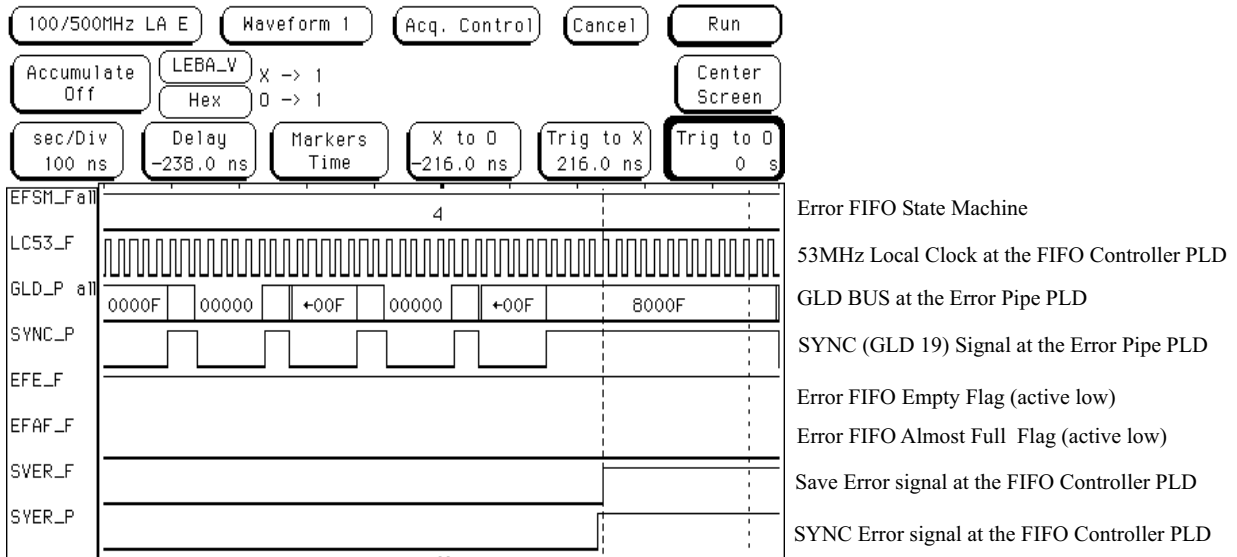 100/500MHz LA E Waveform 1 Acq. Control Cancel Run
Accumulate Off LEBA_V X -> 1 Center Screen
Hex O -> 1
sec/Div 100 ns Delay -238.0 ns Markers Time X to O -216.0 ns Trig to X 216.0 ns Trig to O 0 s
EFSM_Fall 4 Error FIFO State Machine
LC53_F 53MHz Local Clock at the FIFO Controller PLD
GLD_P all 0000F 00000 ←00F 00000 ←00F 8000F GLD BUS at the Error Pipe PLD
SYNC_P SYNC (GLD 19) Signal at the Error Pipe PLD
EFE_F Error FIFO Empty Flag (active low)
EFAF_F Error FIFO Almost Full Flag (active low)
SVER_F Save Error signal at the FIFO Controller PLD
SYER_P SYNC Error signal at the FIFO Controller PLD